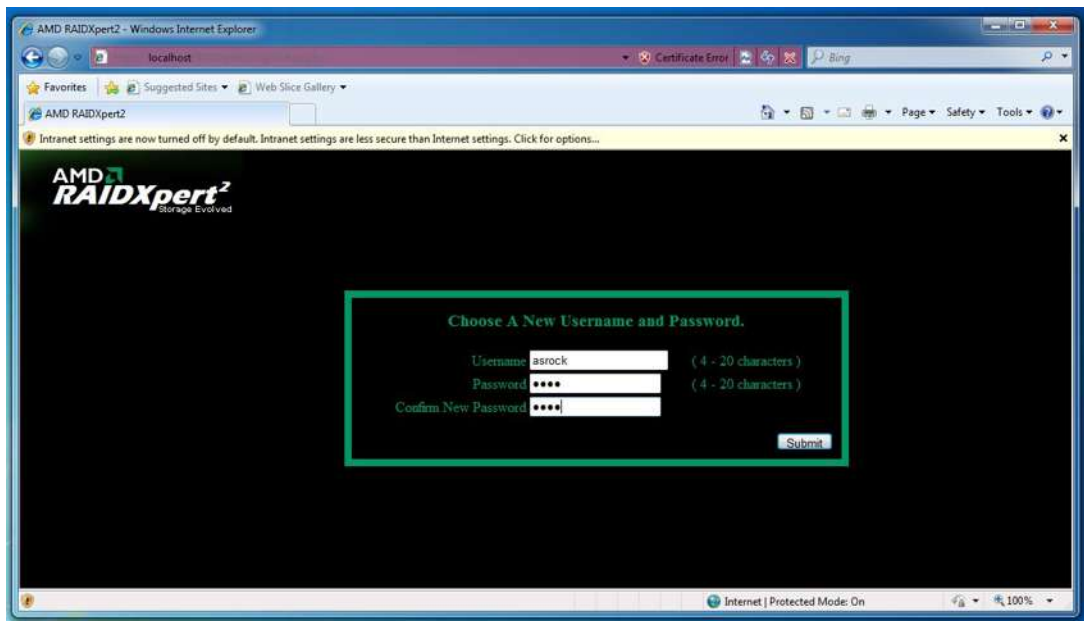 AMD RAIDXpert2 - Windows Internet Explorer
localhost
Certificate Error
Bing
Favorites
Suggested Sites
Web Slice Gallery
AMD RAIDXpert2
Page
Safety
Tools
Intranet settings are now turned off by default. Intranet settings are less secure than Internet settings. Click for options...
AMD
RAIDXpert2
Storage Evolved
Choose A New Username and Password.
Username asrock ( 4 - 20 characters )
Password •••• ( 4 - 20 characters )
Confirm New Password ••••
Submit
Internet | Protected Mode: On
100%